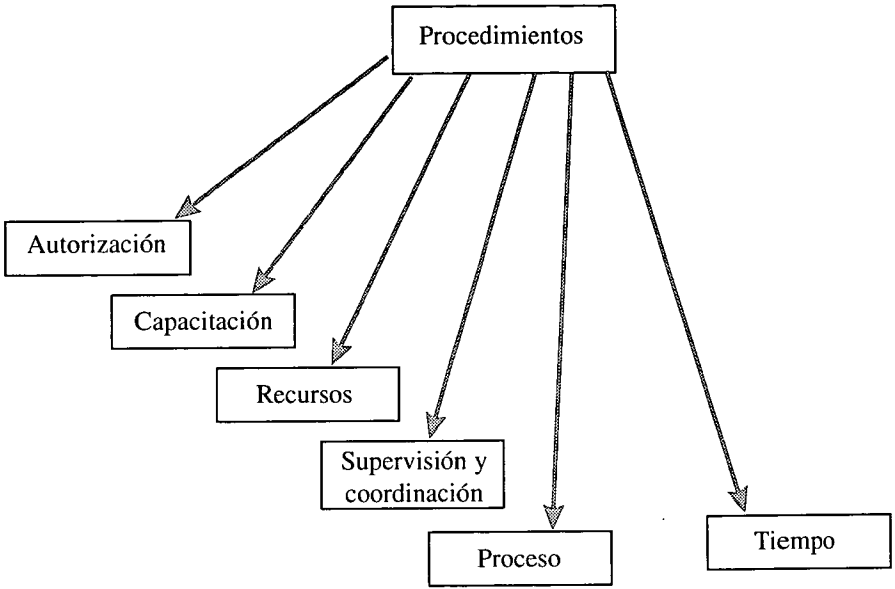 Procedimientos
Autorización
Capacitación
Recursos
Supervisión y
coordinación
Proceso
Tiempo